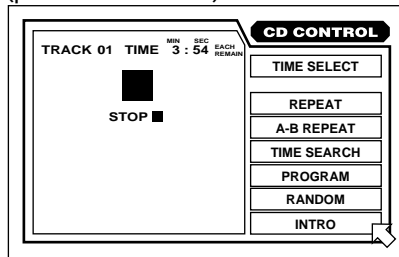 CD CONTROL
MIN SEC
TRACK 01 TIME 3 : 54 EACH REMAIN
STOP
TIME SELECT
REPEAT
A-B REPEAT
TIME SEARCH
PROGRAM
RANDOM
INTRO